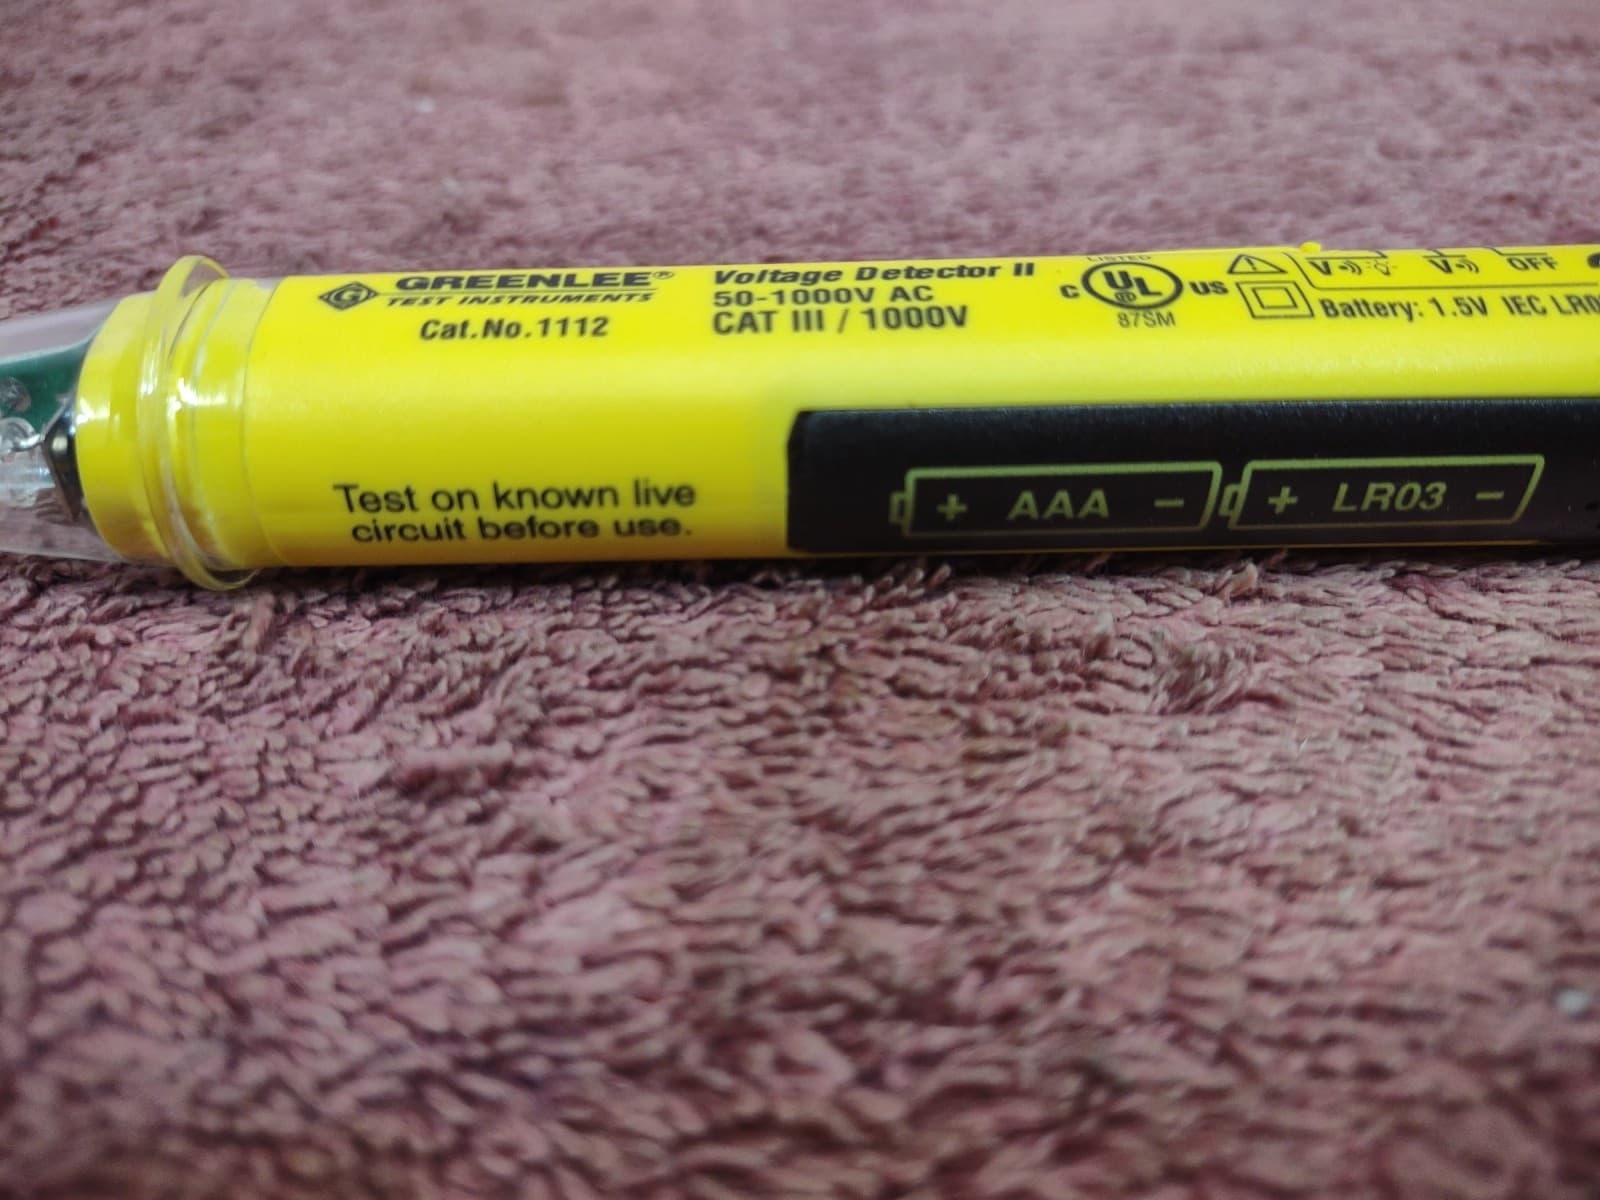 GREENLEE®
TEST INSTRUMENTS
Cat.No.1112
Voltage Detector II
50-1000V AC
CAT III / 1000V
LISTED
C UL US
®
87SM
V V OFF
Battery: 1.5V IEC
Test on known live
circuit before use.
+ AAA - + LR03 -